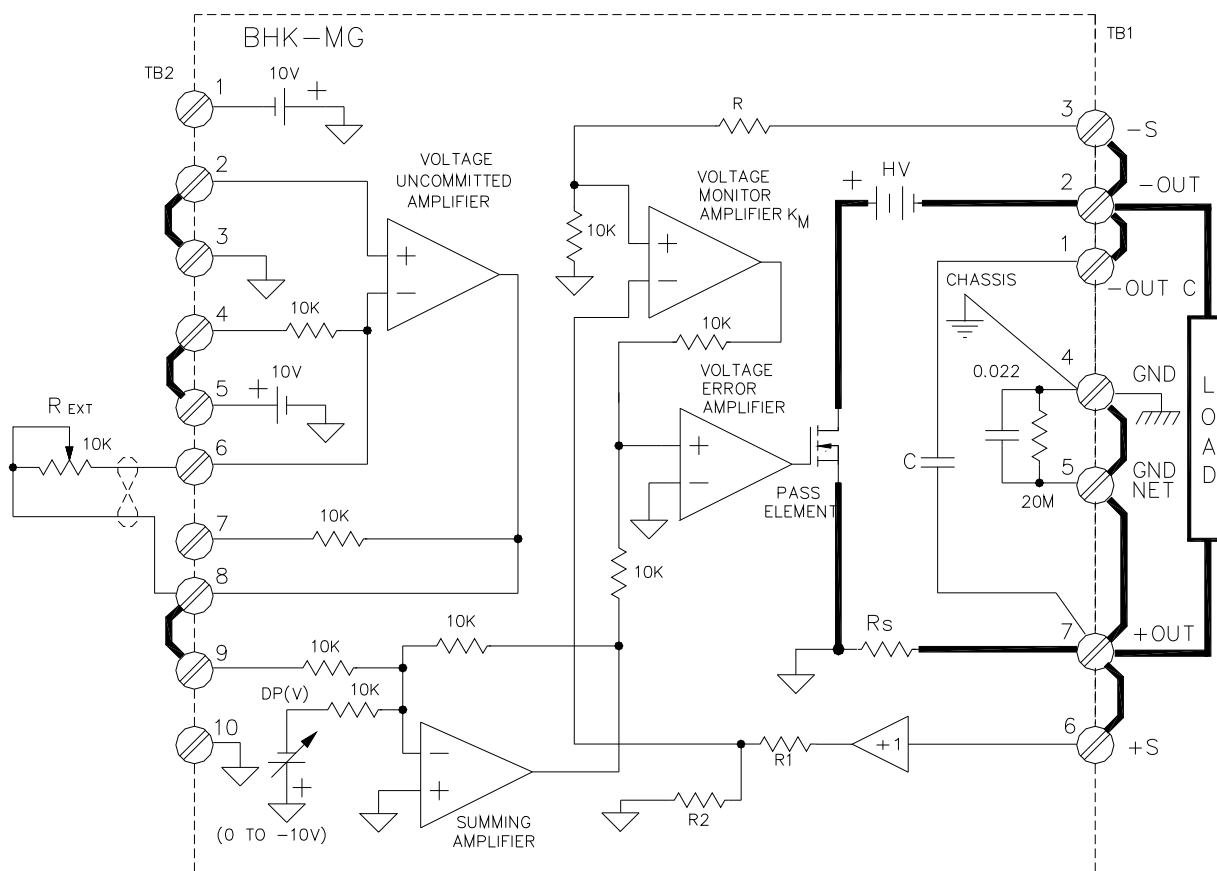 BHK-MG
TB1
TB2
1
10V
+
2
3
4
10K
5
+
10V
6
7
10K
8
9
10K
10
R EXT
10K
VOLTAGE
UNCOMMITTED
AMPLIFIER
+
−
DP(V)
10K
+
(0 TO -10V)
10K
−
+
SUMMING
AMPLIFIER
R
10K
VOLTAGE
MONITOR
AMPLIFIER KM
+
−
10K
VOLTAGE
ERROR
AMPLIFIER
+
−
10K
PASS
ELEMENT
+
HV
C
CHASSIS
0.022
20M
Rs
+1
R1
R2
3
-S
2
-OUT
1
-OUT C
4
GND
5
GND
NET
7
+OUT
6
+S
LOAD